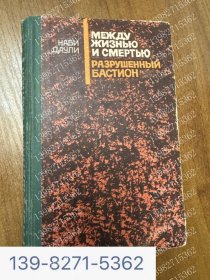 НАБИ
ДАУЛИ
МЕЖДУ
ЖИЗНЬЮ
И СМЕРТЬЮ
РАЗРУШЕННЫЙ
БАСТИОН
139-8271-5362